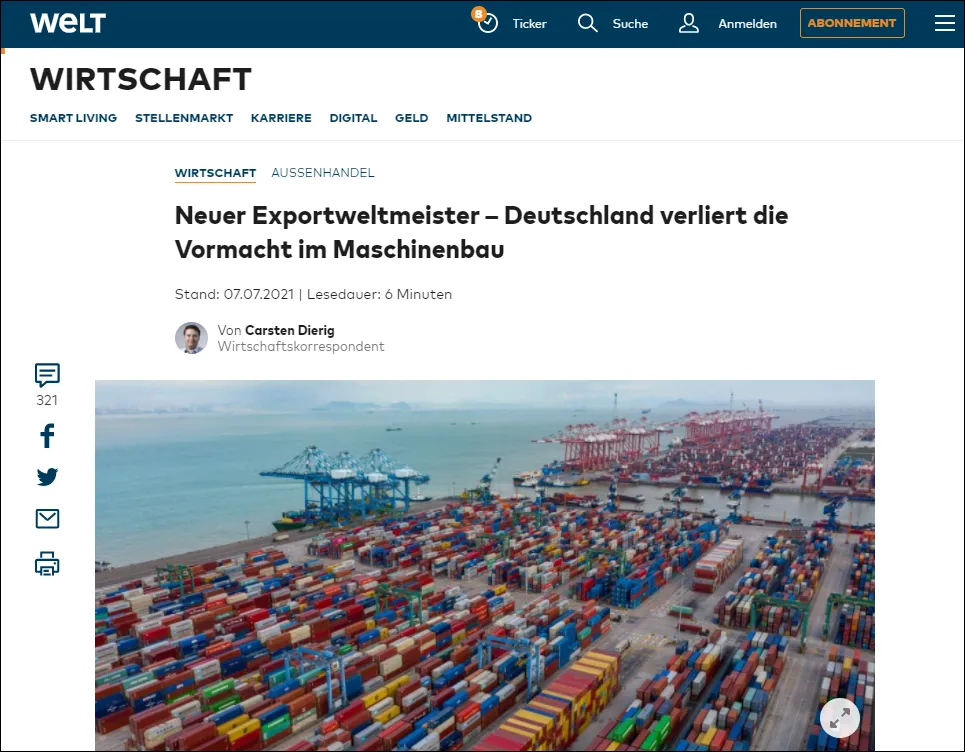 WELT
8
Ticker
Suche
Anmelden
ABONNEMENT
WIRTSCHAFT
SMART LIVING STELLENMARKT KARRIERE DIGITAL GELD MITTELSTAND
WIRTSCHAFT AUSSENHANDEL
Neuer Exportweltmeister – Deutschland verliert die
Vormacht im Maschinenbau
Stand: 07.07.2021 | Lesedauer: 6 Minuten
Von Carsten Dierig
Wirtschaftskorrespondent
321